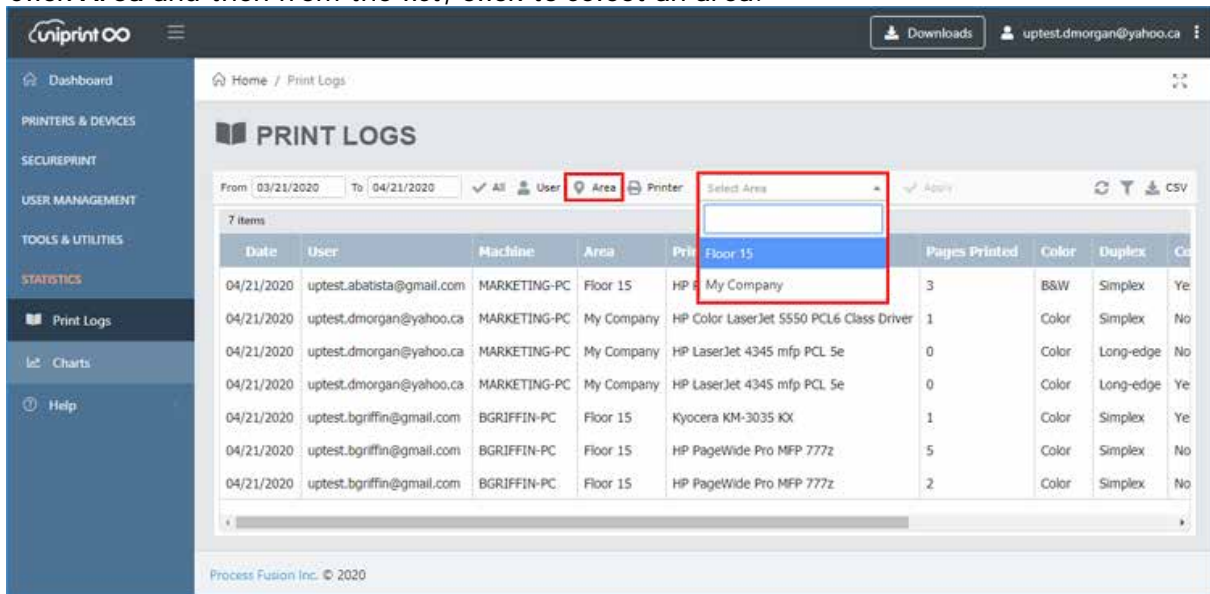 uniprint
Downloads
uptest.dmorgan@yahoo.ca
Dashboard
Home / Print Logs
PRINTERS & DEVICES
SECUREPRINT
USER MANAGEMENT
TOOLS & UTILITIES
STATISTICS
Print Logs
Charts
Help
PRINT LOGS
From 03/21/2020 To 04/21/2020 All User Area Printer Select Area Apply CSV
7 items
Floor 15
My Company
Date User Machine Area Pages Printed Color Duplex
04/21/2020 uptest.abatista@gmail.com MARKETING-PC Floor 15 HP 3 B&W Simplex Ye
04/21/2020 uptest.dmorgan@yahoo.ca MARKETING-PC My Company HP Color LaserJet 5550 PCL6 Class Driver 1 Color Simplex No
04/21/2020 uptest.dmorgan@yahoo.ca MARKETING-PC My Company HP LaserJet 4345 mfp PCL 5e 0 Color Long-edge No
04/21/2020 uptest.dmorgan@yahoo.ca MARKETING-PC My Company HP LaserJet 4345 mfp PCL 5e 0 Color Long-edge Ye
04/21/2020 uptest.bgriffin@gmail.com BGRIFFIN-PC Floor 15 Kyocera KM-3035 KX 1 Color Simplex Ye
04/21/2020 uptest.bgriffin@gmail.com BGRIFFIN-PC Floor 15 HP PageWide Pro MFP 777z 5 Color Simplex No
04/21/2020 uptest.bgriffin@gmail.com BGRIFFIN-PC Floor 15 HP PageWide Pro MFP 777z 2 Color Simplex No
Process Fusion Inc. © 2020